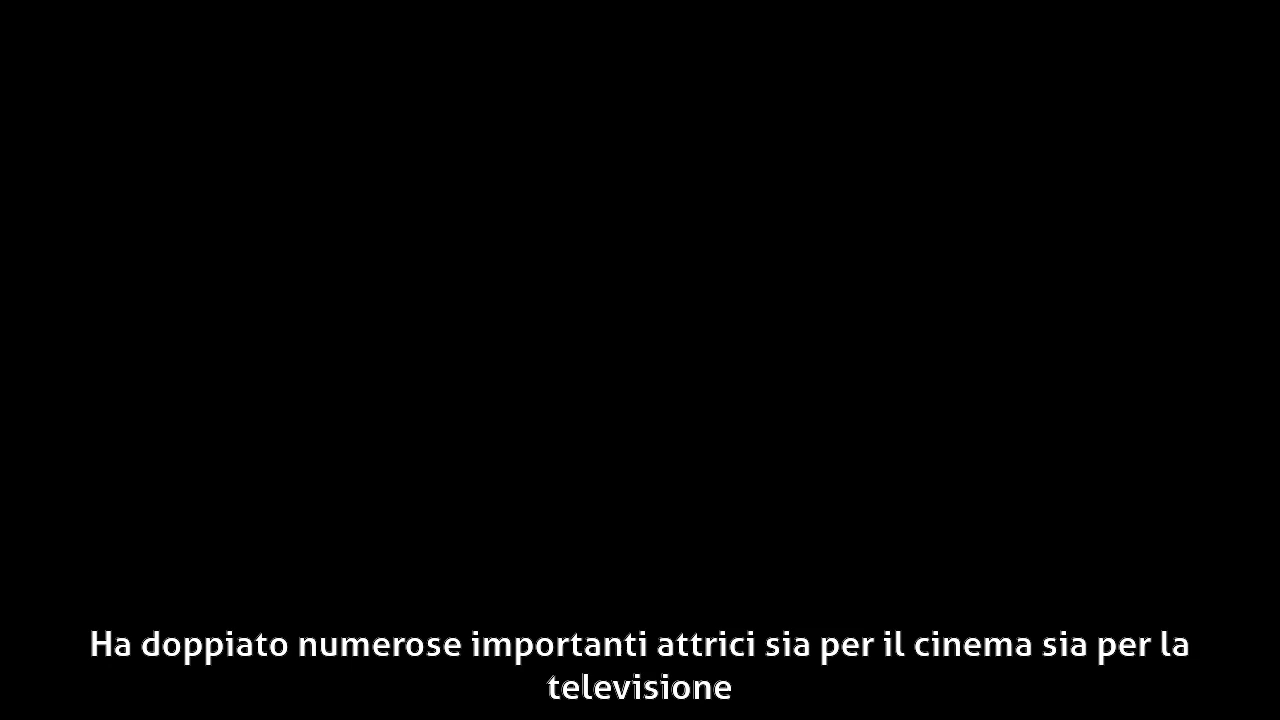 Ha doppiato numerose importanti attrici sia per il cinema sia per la
televisione